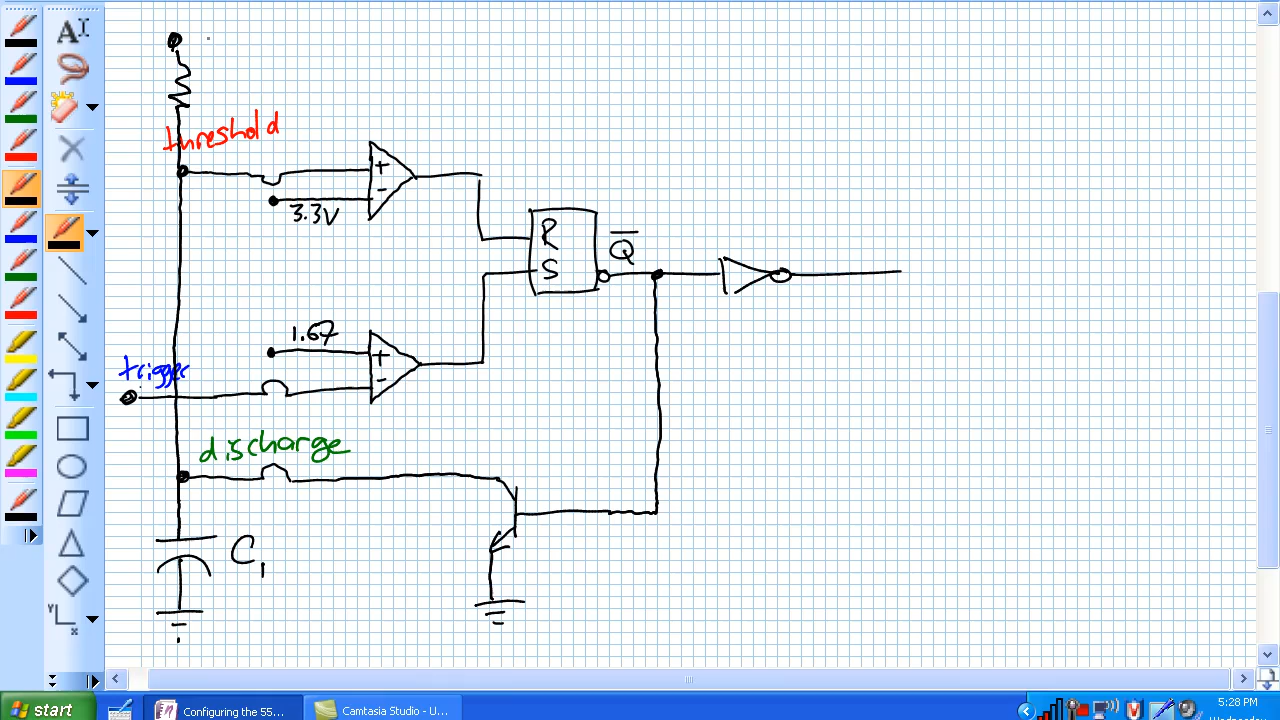 threshold
+
-
3.3V
R
S
Q
1.67
+
-
trigger
discharge
C1
start
Configuring the 55...
Camtasia Studio - U...
5:28 PM